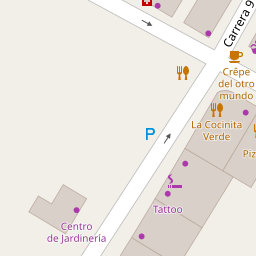 Carrera 9
Crêpe
del otro
mundo
La Cocinita
Verde
Piz
P
Tattoo
Centro
de Jardinería